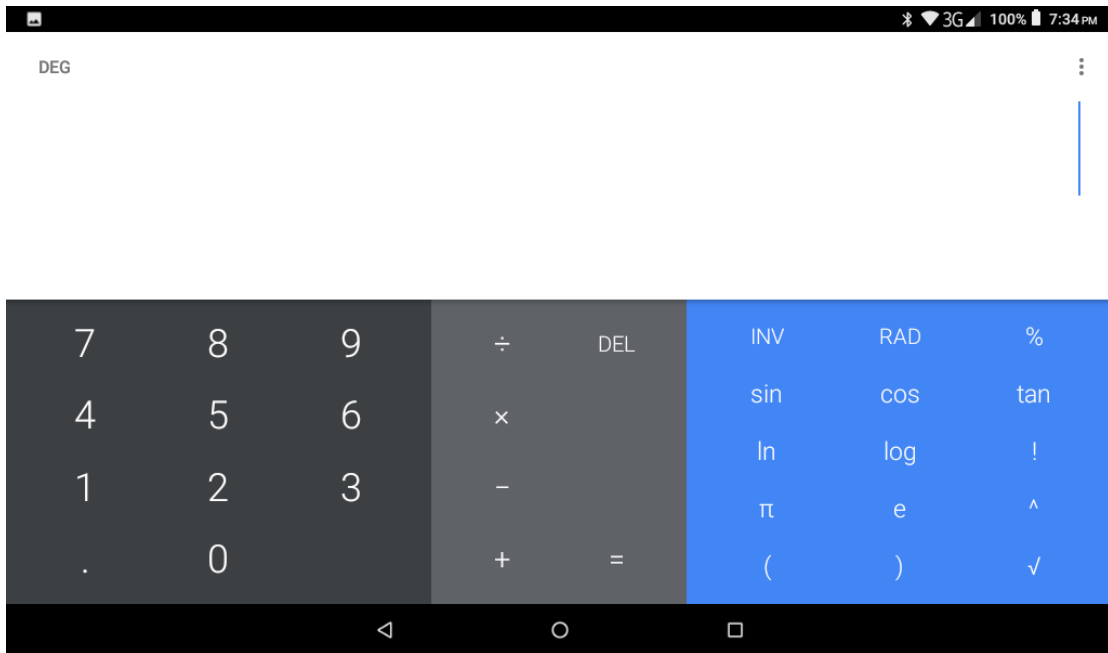 3G 100% 7:34 PM
DEG
7 8 9 ÷ DEL INV RAD %
4 5 6 × sin cos tan
ln log !
1 2 3 − π e ^
. 0 + = ( ) √